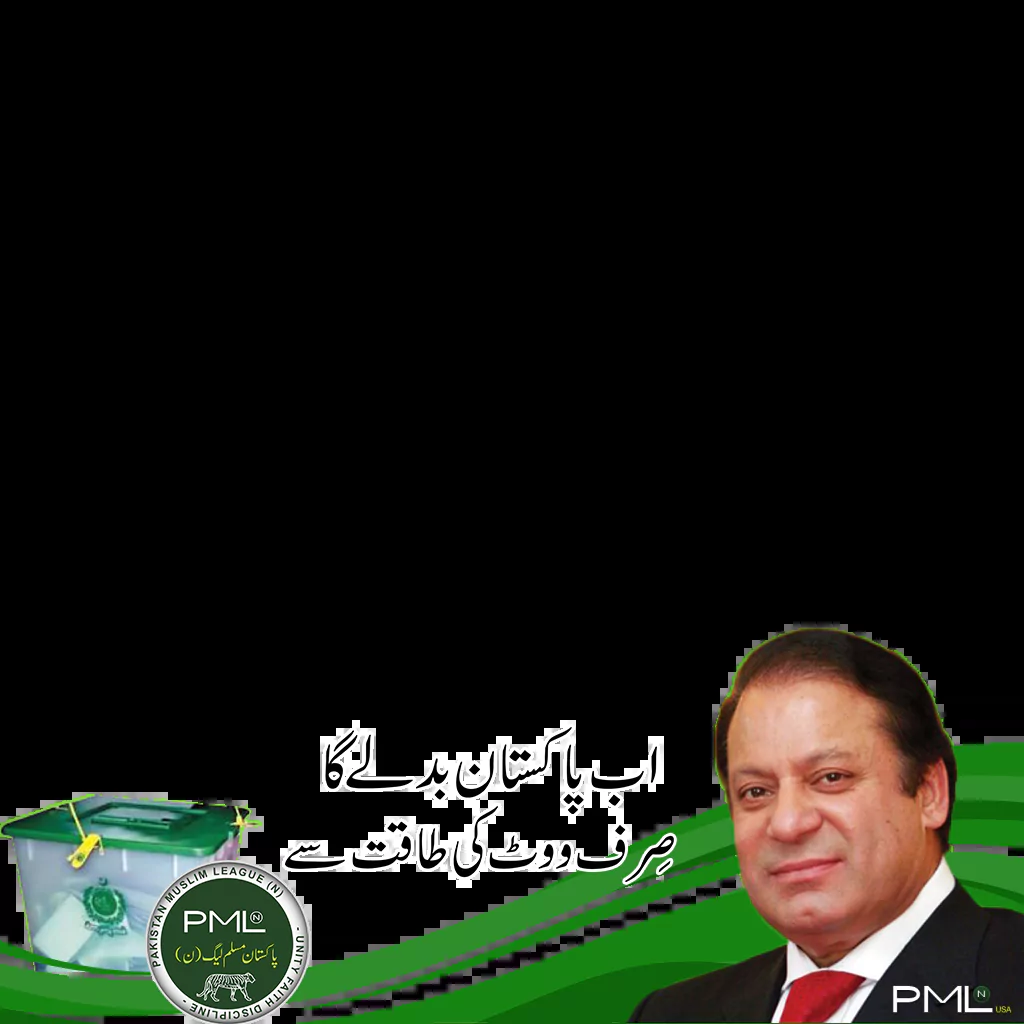 اب پاکستان بدلے گا
صِرف ووٹ کی طاقت سے
PAKISTAN MUSLIM LEAGUE (N)
PML N
پاکستان مسلم لیگ (ن)
- UNITY FAITH DISCIPLINE -
PML N
USA